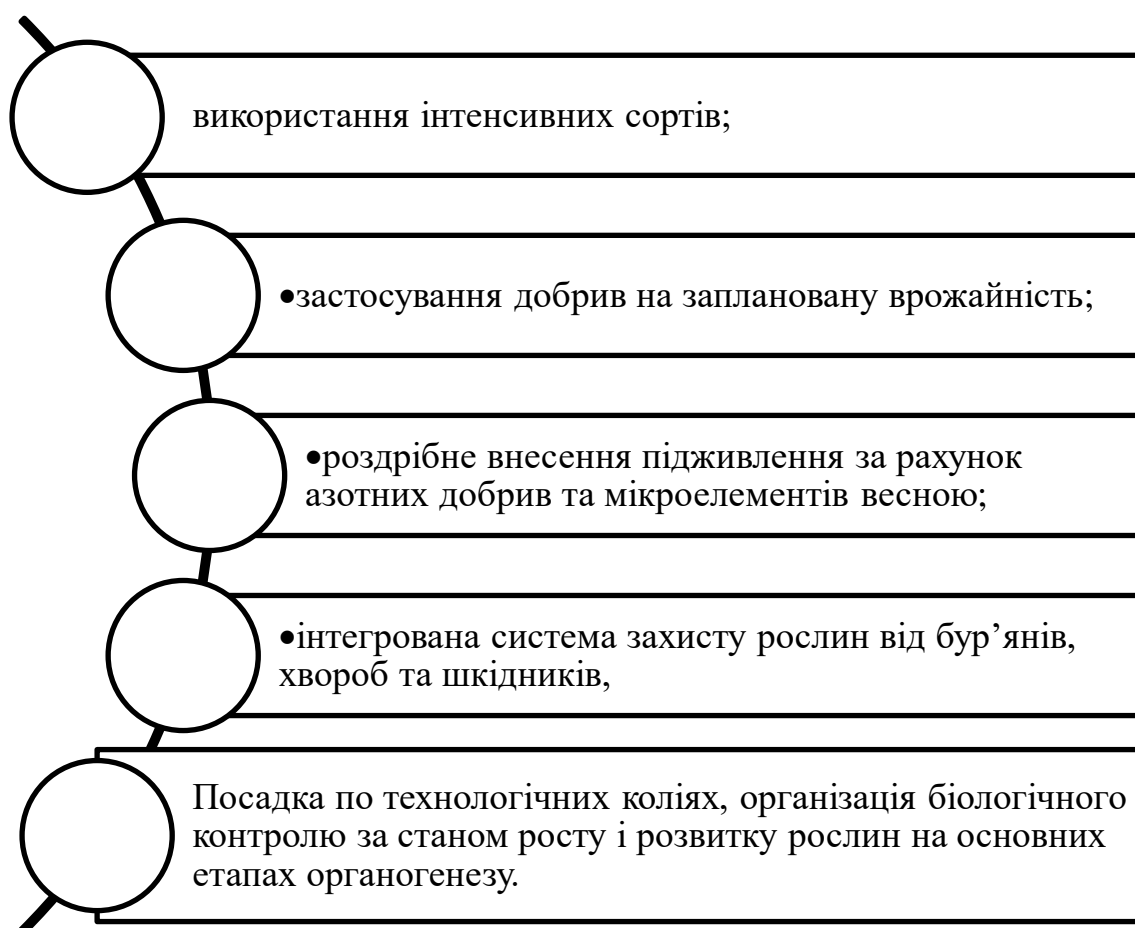 використання інтенсивних сортів;
•застосування добрив на заплановану врожайність;
•роздрібне внесення підживлення за рахунок
азотних добрив та мікроелементів весною;
•інтегрована система захисту рослин від бур’янів,
хвороб та шкідників,
Посадка по технологічних коліях, організація біологічного
контролю за станом росту і розвитку рослин на основних
етапах органогенезу.